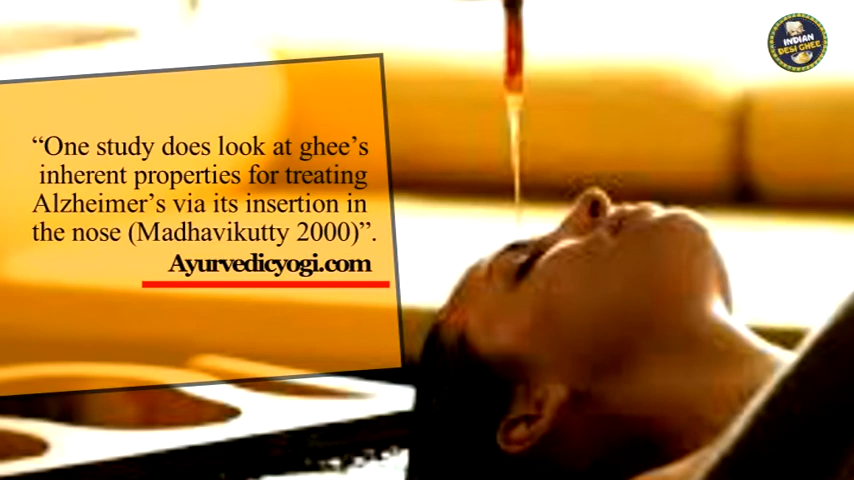 “One study does look at ghee’s
inherent properties for treating
Alzheimer’s via its insertion in
the nose (Madhavikutty 2000)”.
Ayurvedicyogi.com
INDIAN
DESI GHEE